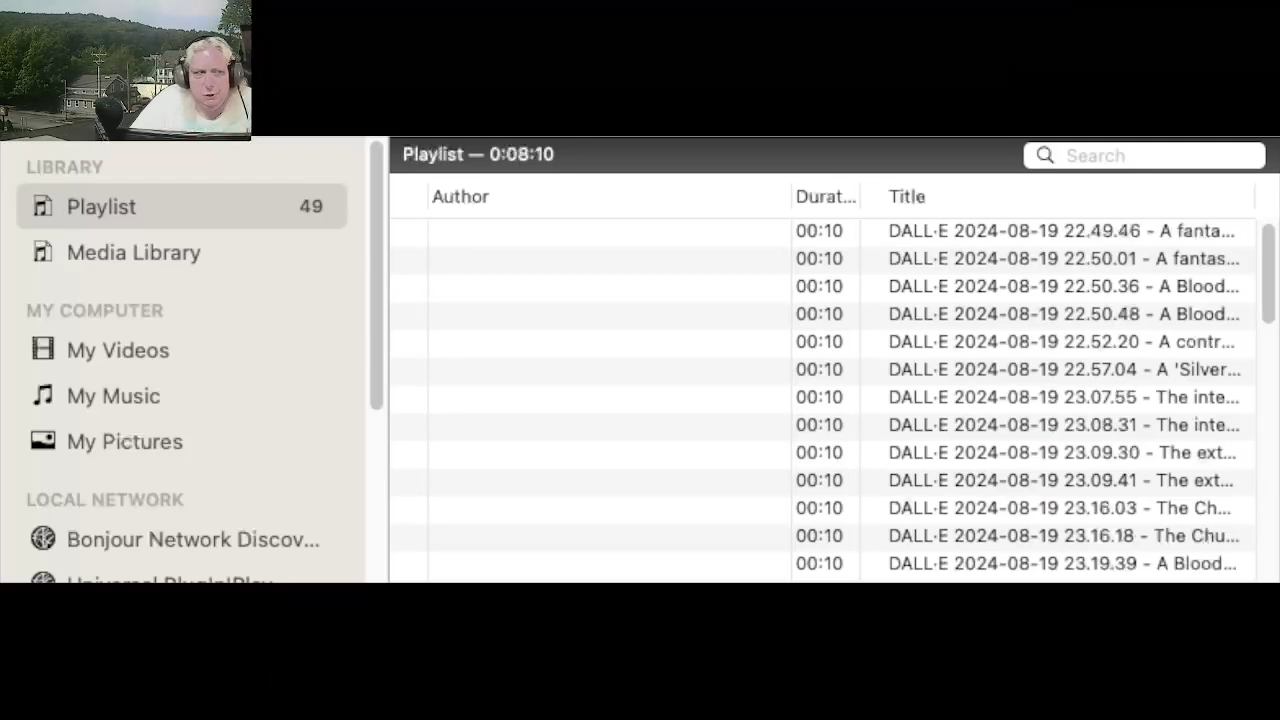 LIBRARY
Playlist 49
Media Library
MY COMPUTER
My Videos
My Music
My Pictures
LOCAL NETWORK
Bonjour Network Discov...
Universal Plug'n'Play
Playlist — 0:08:10
Search
Author Durat... Title
00:10 DALL·E 2024-08-19 22.49.46 - A fanta...
00:10 DALL·E 2024-08-19 22.50.01 - A fantas...
00:10 DALL·E 2024-08-19 22.50.36 - A Blood...
00:10 DALL·E 2024-08-19 22.50.48 - A Blood...
00:10 DALL·E 2024-08-19 22.52.20 - A contr...
00:10 DALL·E 2024-08-19 22.57.04 - A 'Silver...
00:10 DALL·E 2024-08-19 23.07.55 - The inte...
00:10 DALL·E 2024-08-19 23.08.31 - The inte...
00:10 DALL·E 2024-08-19 23.09.30 - The ext...
00:10 DALL·E 2024-08-19 23.09.41 - The ext...
00:10 DALL·E 2024-08-19 23.16.03 - The Ch...
00:10 DALL·E 2024-08-19 23.16.18 - The Chu...
00:10 DALL·E 2024-08-19 23.19.39 - A Blood...